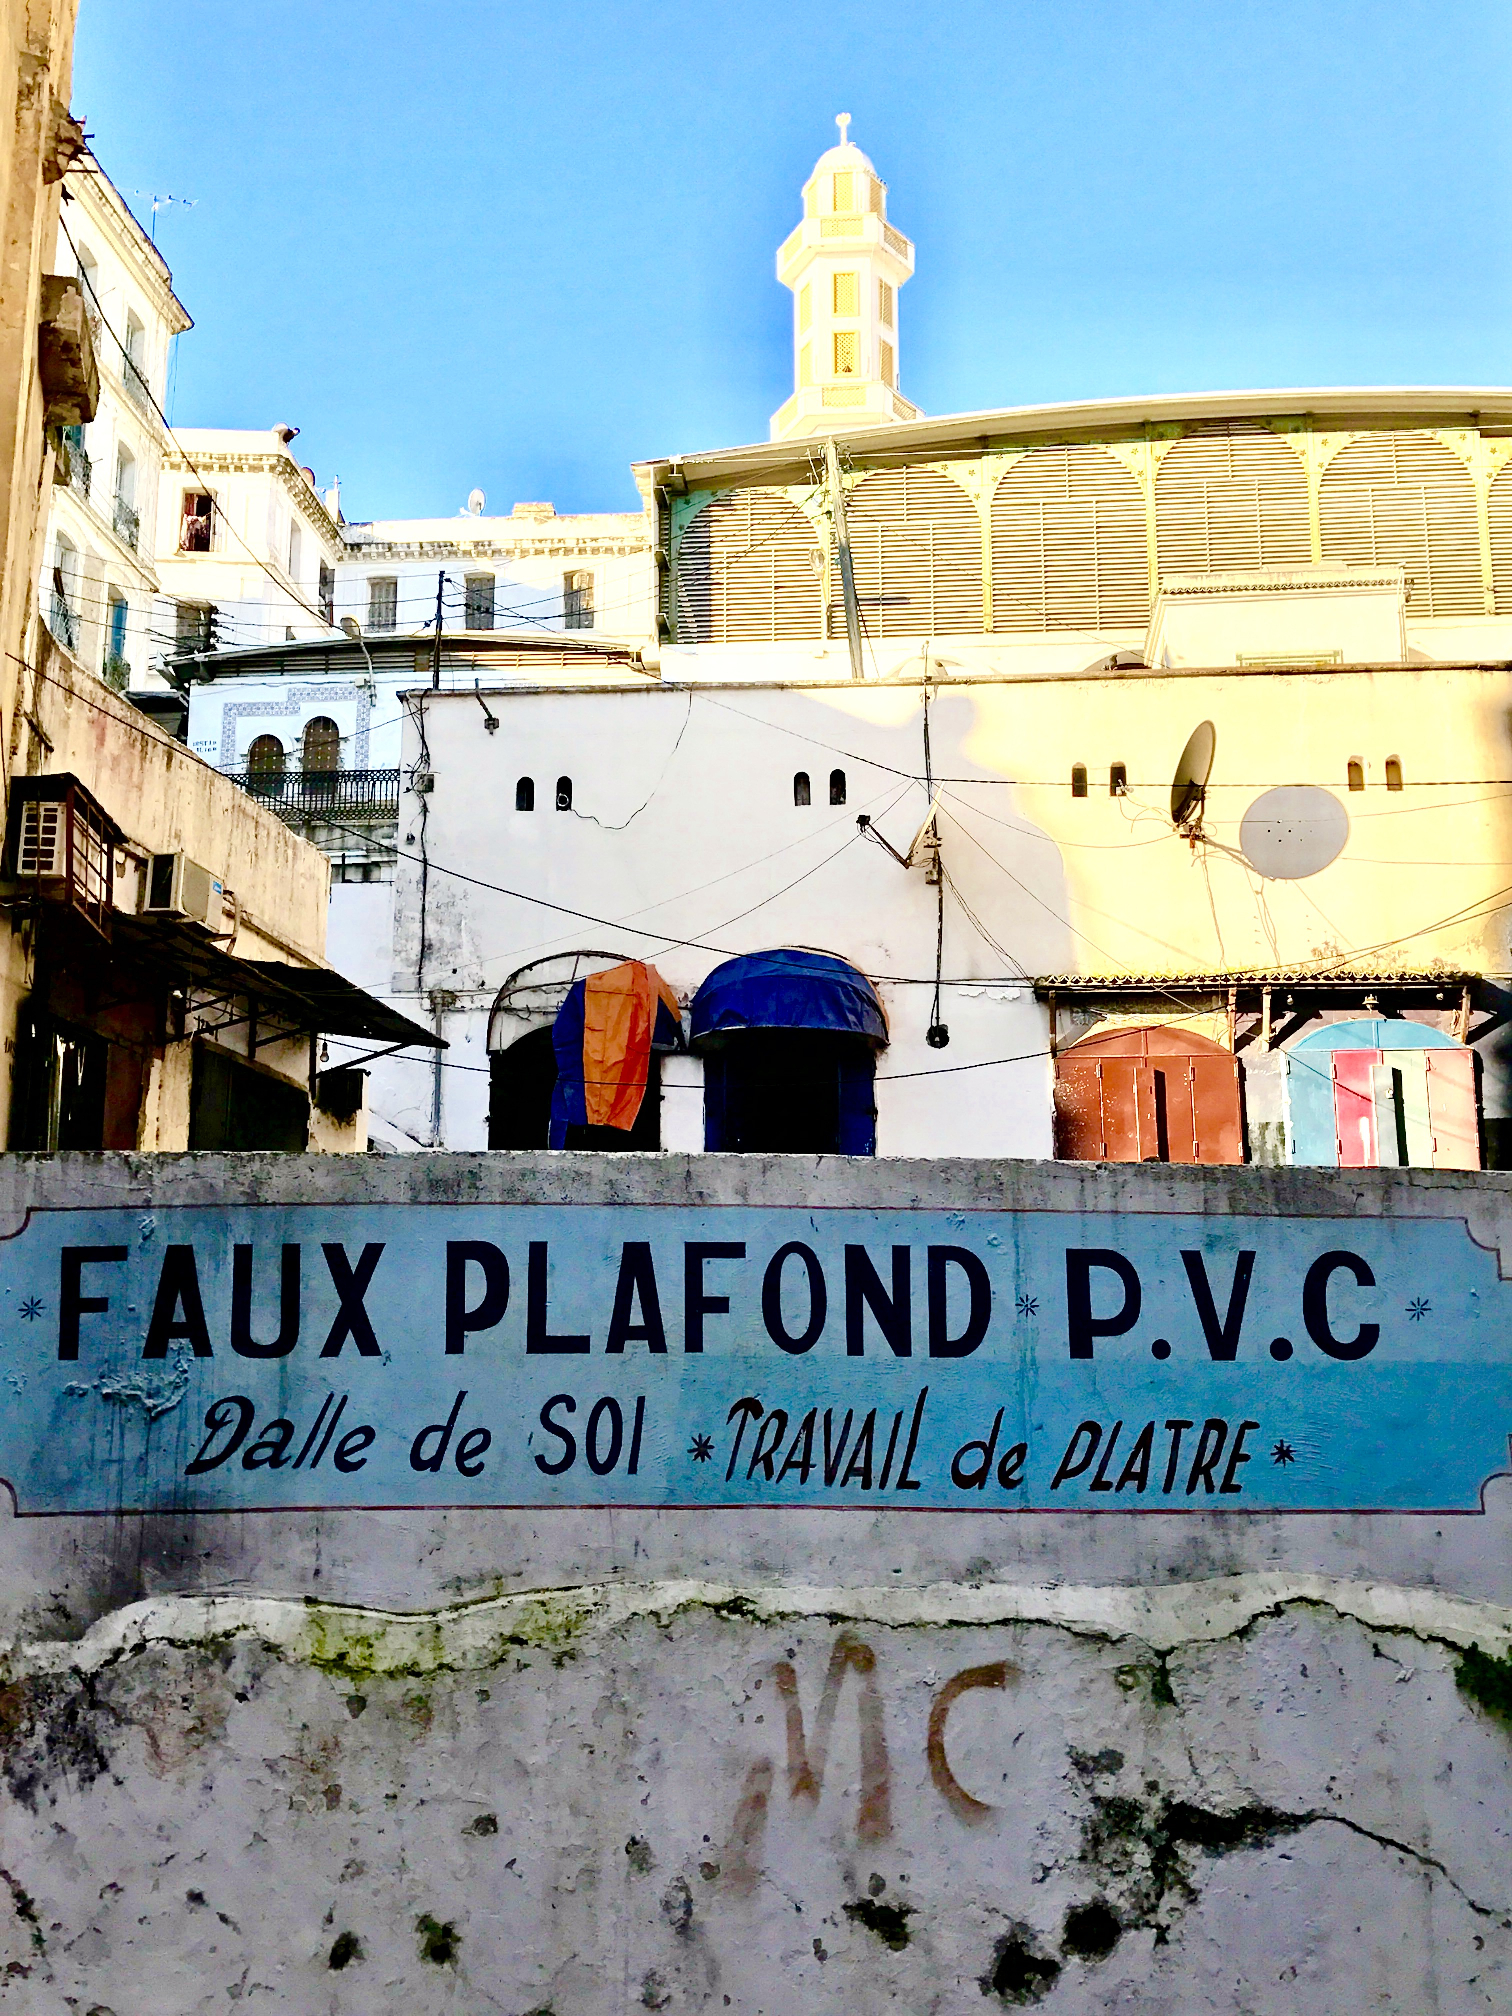 FAUX PLAFOND * P.V.C *
Dalle de SOl * TRAVAIL de PLATRE *
MC